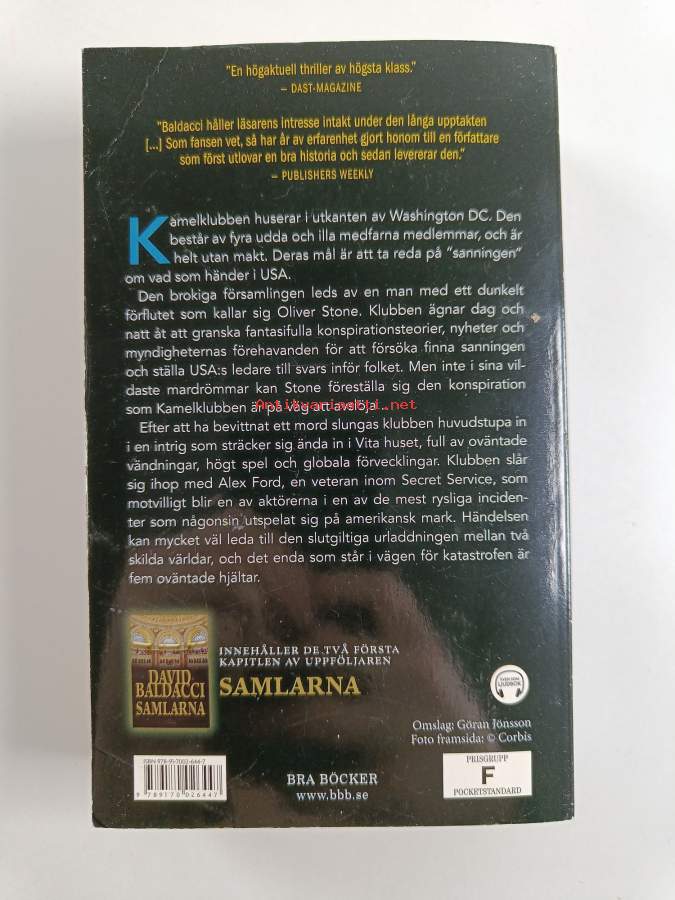 "En högaktuell thriller av högsta klass."
– DAST-MAGAZINE
"Baldacci håller läsarens intresse intakt under den långa upptakten
[...] Som fansen vet, så har år av erfarenhet gjort honom till en författare
som först utlovar en bra historia och sedan levererar den."
– PUBLISHERS WEEKLY
Kamelklubben huserar i utkanten av Washington DC. Den
består av fyra udda och illa medfarna medlemmar, och är
helt utan makt. Deras mål är att ta reda på "sanningen"
om vad som händer i USA.
Den brokiga församlingen leds av en man med ett dunkelt
förflutet som kallar sig Oliver Stone. Klubben ägnar dag och
natt åt att granska fantasifulla konspirationsteorier, nyheter och
myndigheternas förehavanden för att försöka finna sanningen
och ställa USA:s ledare till svars inför folket. Men inte i sina vil-
daste mardrömmar kan Stone föreställa sig den konspiration
som Kamelklubben är på väg att avslöja ...
Antikvariaatti.net
Efter att ha bevittnat ett mord slungas klubben huvudstupa in
i en intrig som sträcker sig ända in i Vita huset, full av oväntade
vändningar, högt spel och globala förvecklingar. Klubben slår
sig ihop med Alex Ford, en veteran inom Secret Service, som
motvilligt blir en av aktörerna i en av de mest rysliga inciden-
ter som någonsin utspelat sig på amerikansk mark. Händelsen
kan mycket väl leda till den slutgiltiga urladdningen mellan två
skilda världar, och det enda som står i vägen för katastrofen är
fem oväntade hjältar.
DAVID
BALDACCI
SAMLARNA
INNEHÅLLER DE TVÅ FÖRSTA
KAPITLEN AV UPPFÖLJAREN
SAMLARNA
ÄVEN SOM
LJUDBOK
Omslag: Göran Jönsson
Foto framsida: © Corbis
ISBN 978-91-7002-644-7
9 789170 026447
BRA BÖCKER
www.bbb.se
PRISGRUPP
F
POCKETSTANDARD